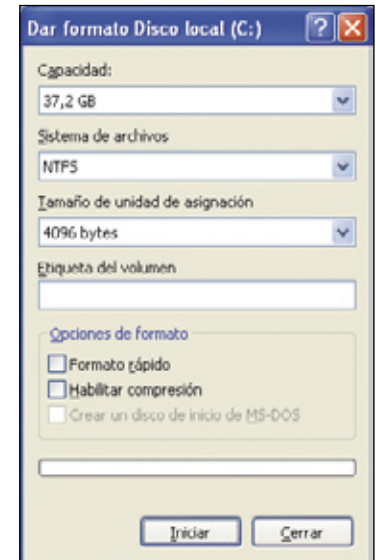 Dar formato Disco local (C:)
Capacidad:
37,2 GB
Sistema de archivos
NTFS
Tamaño de unidad de asignación
4096 bytes
Etiqueta del volumen
Opciones de formato
Formato rápido
Habilitar compresión
Crear un disco de inicio de MS-DOS
Iniciar Cerrar